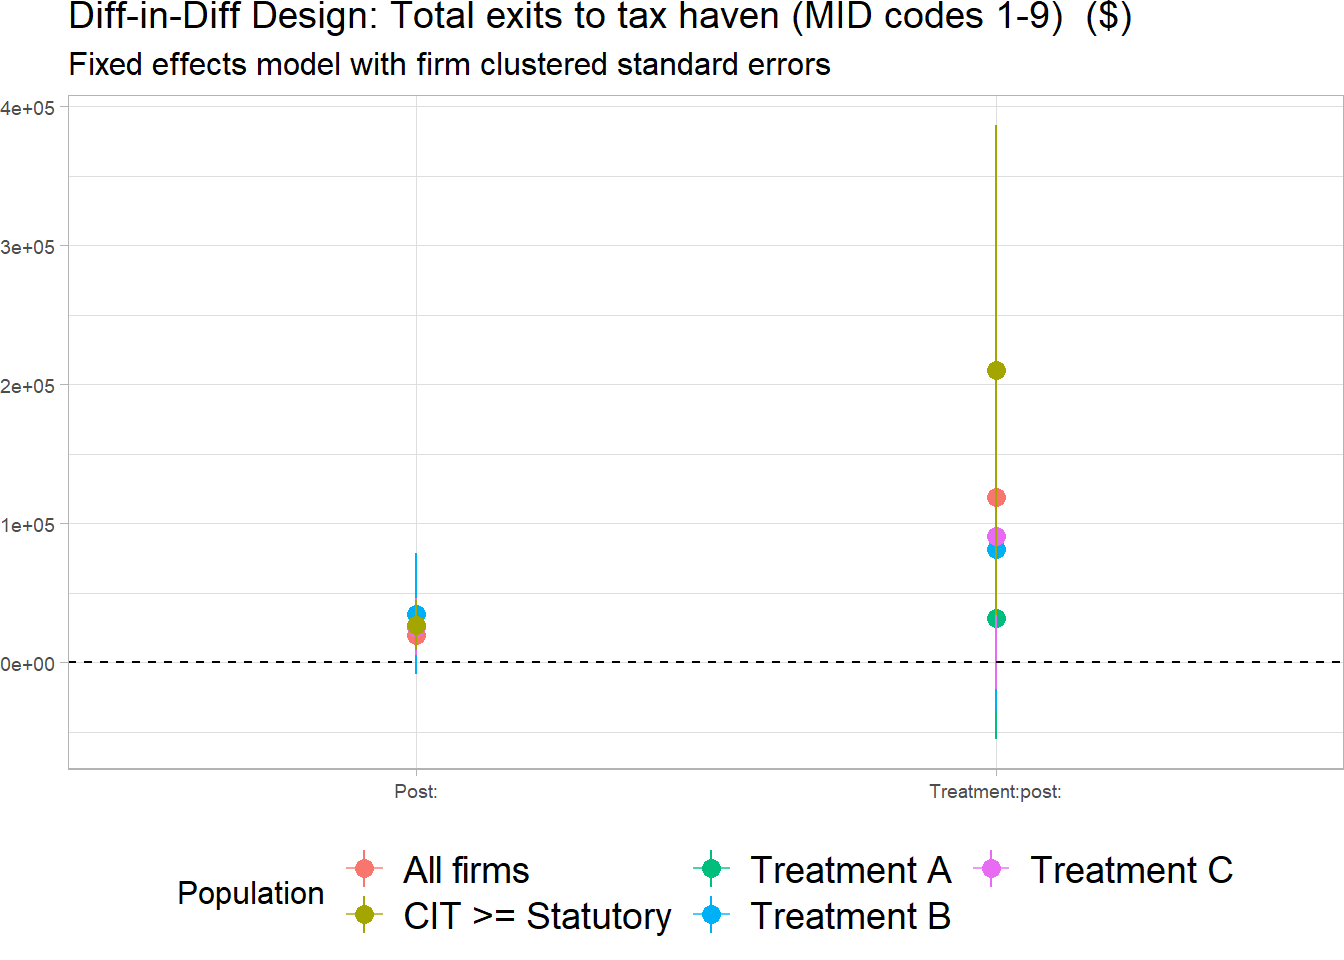 Diff-in-Diff Design: Total exits to tax haven (MID codes 1-9)  ($)
Fixed effects model with firm clustered standard errors
4e+05
3e+05
2e+05
1e+05
0e+00
Post:
Treatment:post:
Population
All firms
CIT >= Statutory
Treatment A
Treatment B
Treatment C